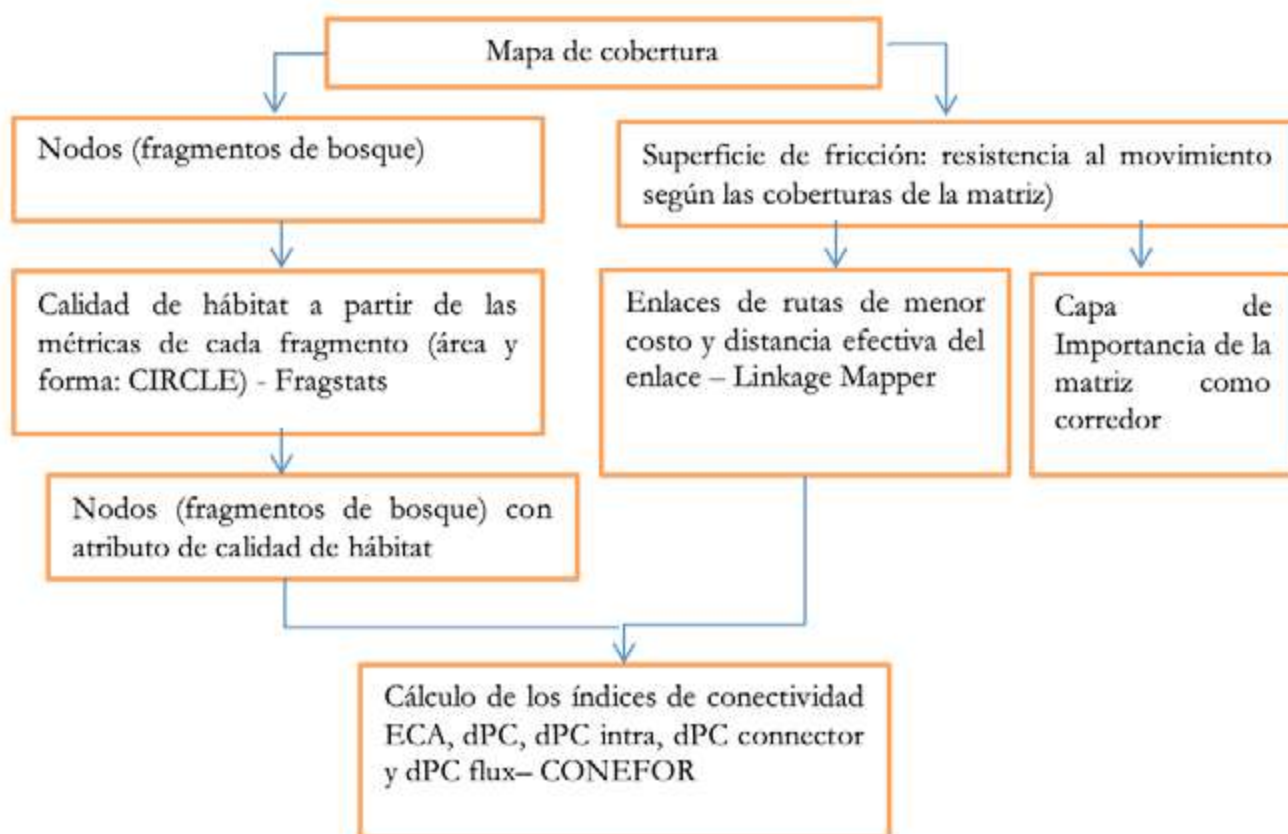 Mapa de cobertura
Nodos (fragmentos de bosque)
Superficie de fricción: resistencia al movimiento
según las coberturas de la matriz)
Calidad de hábitat a partir de las
métricas de cada fragmento (área y
forma: CIRCLE) - Fragstats
Enlaces de rutas de menor
costo y distancia efectiva del
enlace – Linkage Mapper
Capa de
Importancia de la
matriz como
corredor
Nodos (fragmentos de bosque) con
atributo de calidad de hábitat
Cálculo de los índices de conectividad
ECA, dPC, dPC intra, dPC connector
y dPC flux– CONEFOR